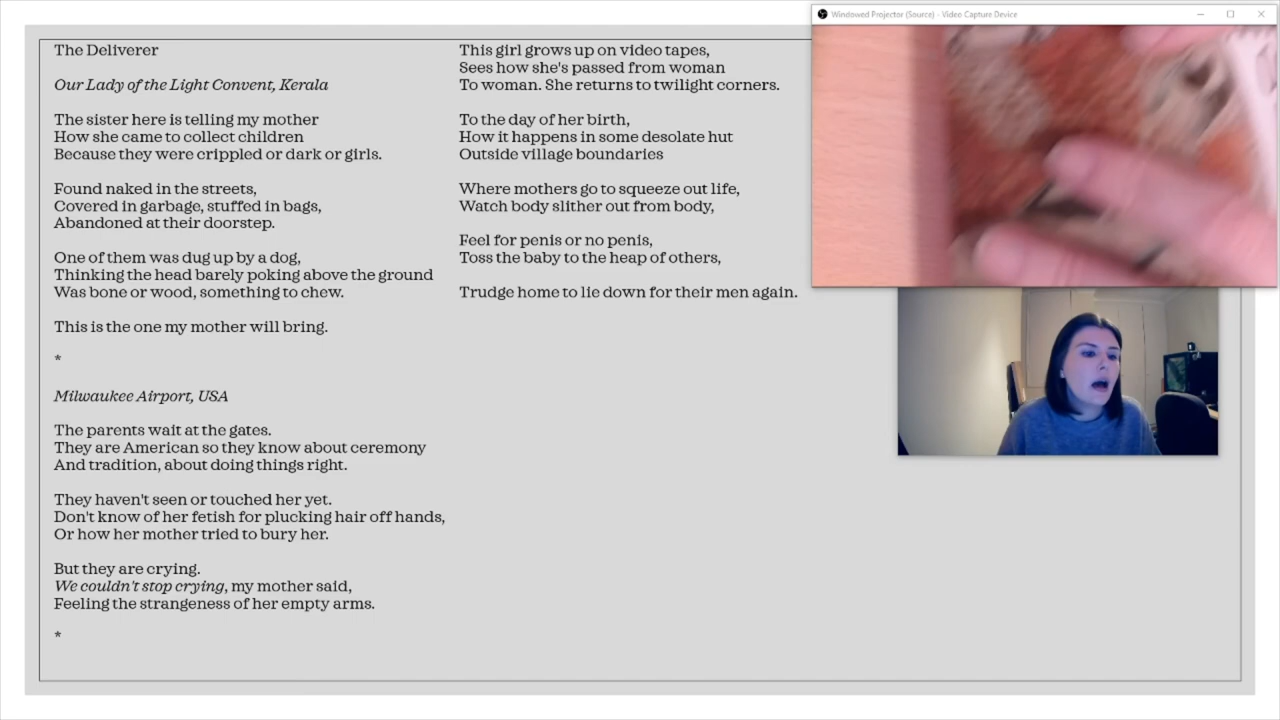 The Deliverer
Our Lady of the Light Convent, Kerala
The sister here is telling my mother
How she came to collect children
Because they were crippled or dark or girls.
Found naked in the streets,
Covered in garbage, stuffed in bags,
Abandoned at their doorstep.
One of them was dug up by a dog,
Thinking the head barely poking above the ground
Was bone or wood, something to chew.
This is the one my mother will bring.
*
Milwaukee Airport, USA
The parents wait at the gates.
They are American so they know about ceremony
And tradition, about doing things right.
They haven't seen or touched her yet.
Don't know of her fetish for plucking hair off hands,
Or how her mother tried to bury her.
But they are crying.
We couldn't stop crying, my mother said,
Feeling the strangeness of her empty arms.
*
This girl grows up on video tapes,
Sees how she's passed from woman
To woman. She returns to twilight corners.
To the day of her birth,
How it happens in some desolate hut
Outside village boundaries
Where mothers go to squeeze out life,
Watch body slither out from body,
Feel for penis or no penis,
Toss the baby to the heap of others,
Trudge home to lie down for their men again.
Windowed Projector (Source) - Video Capture Device